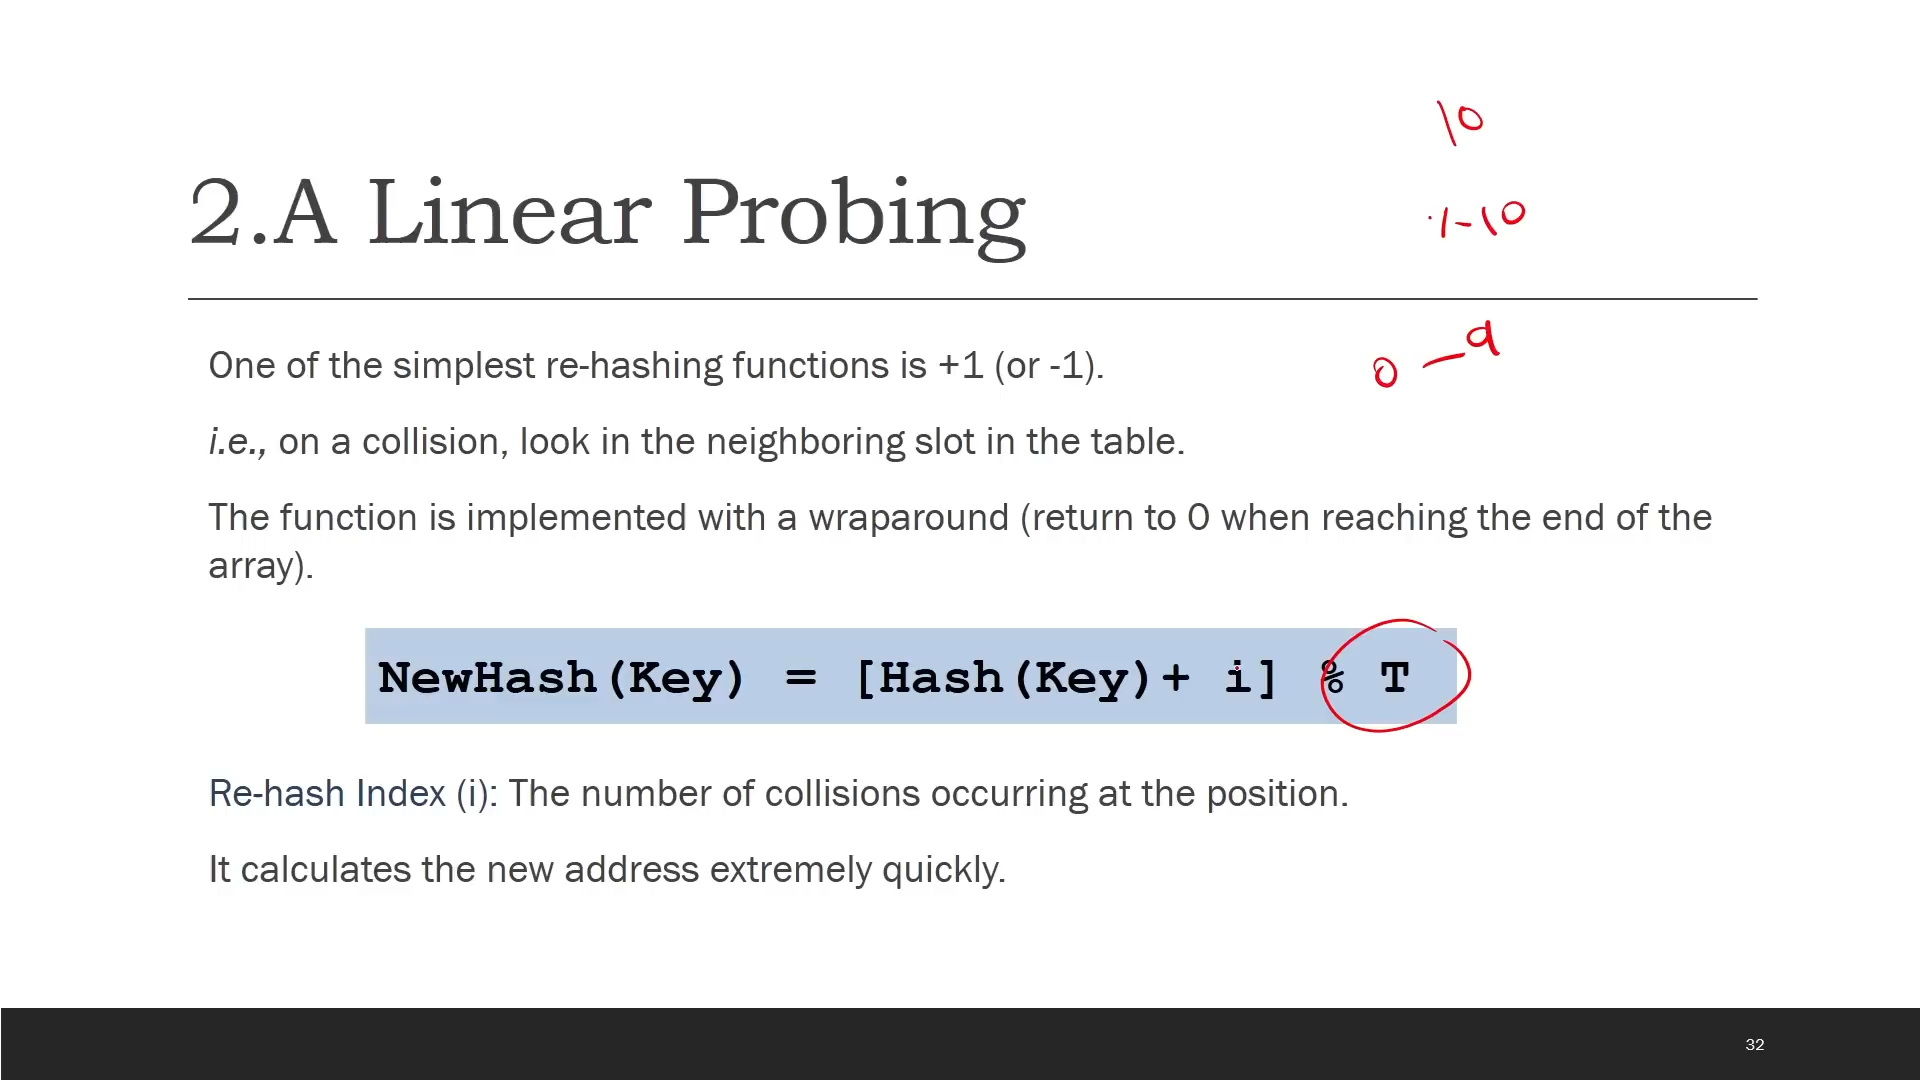 10
%10
2.A Linear Probing
0 – 9
One of the simplest re-hashing functions is +1 (or -1).
i.e., on a collision, look in the neighboring slot in the table.
The function is implemented with a wraparound (return to 0 when reaching the end of the
array).
NewHash(Key) = [Hash(Key)+ i] % T
Re-hash Index (i): The number of collisions occurring at the position.
It calculates the new address extremely quickly.
32